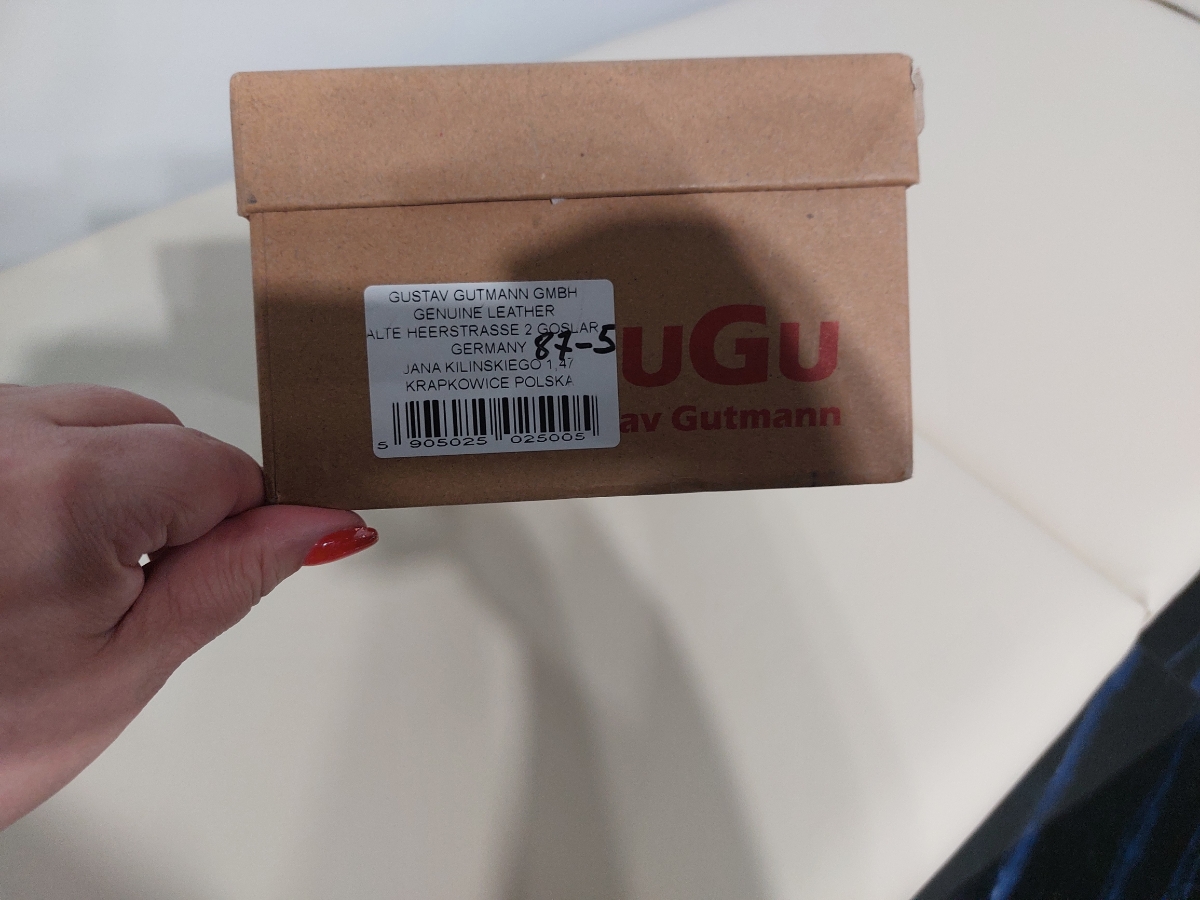 GUSTAV GUTMANN GMBH
GENUINE LEATHER
ALTE HEERSTRASSE 2 GOSLAR
GERMANY 87-5
JANA KILINSKIEGO 1,47
KRAPKOWICE POLSKA
5 905025 025005
uGu
av Gutmann